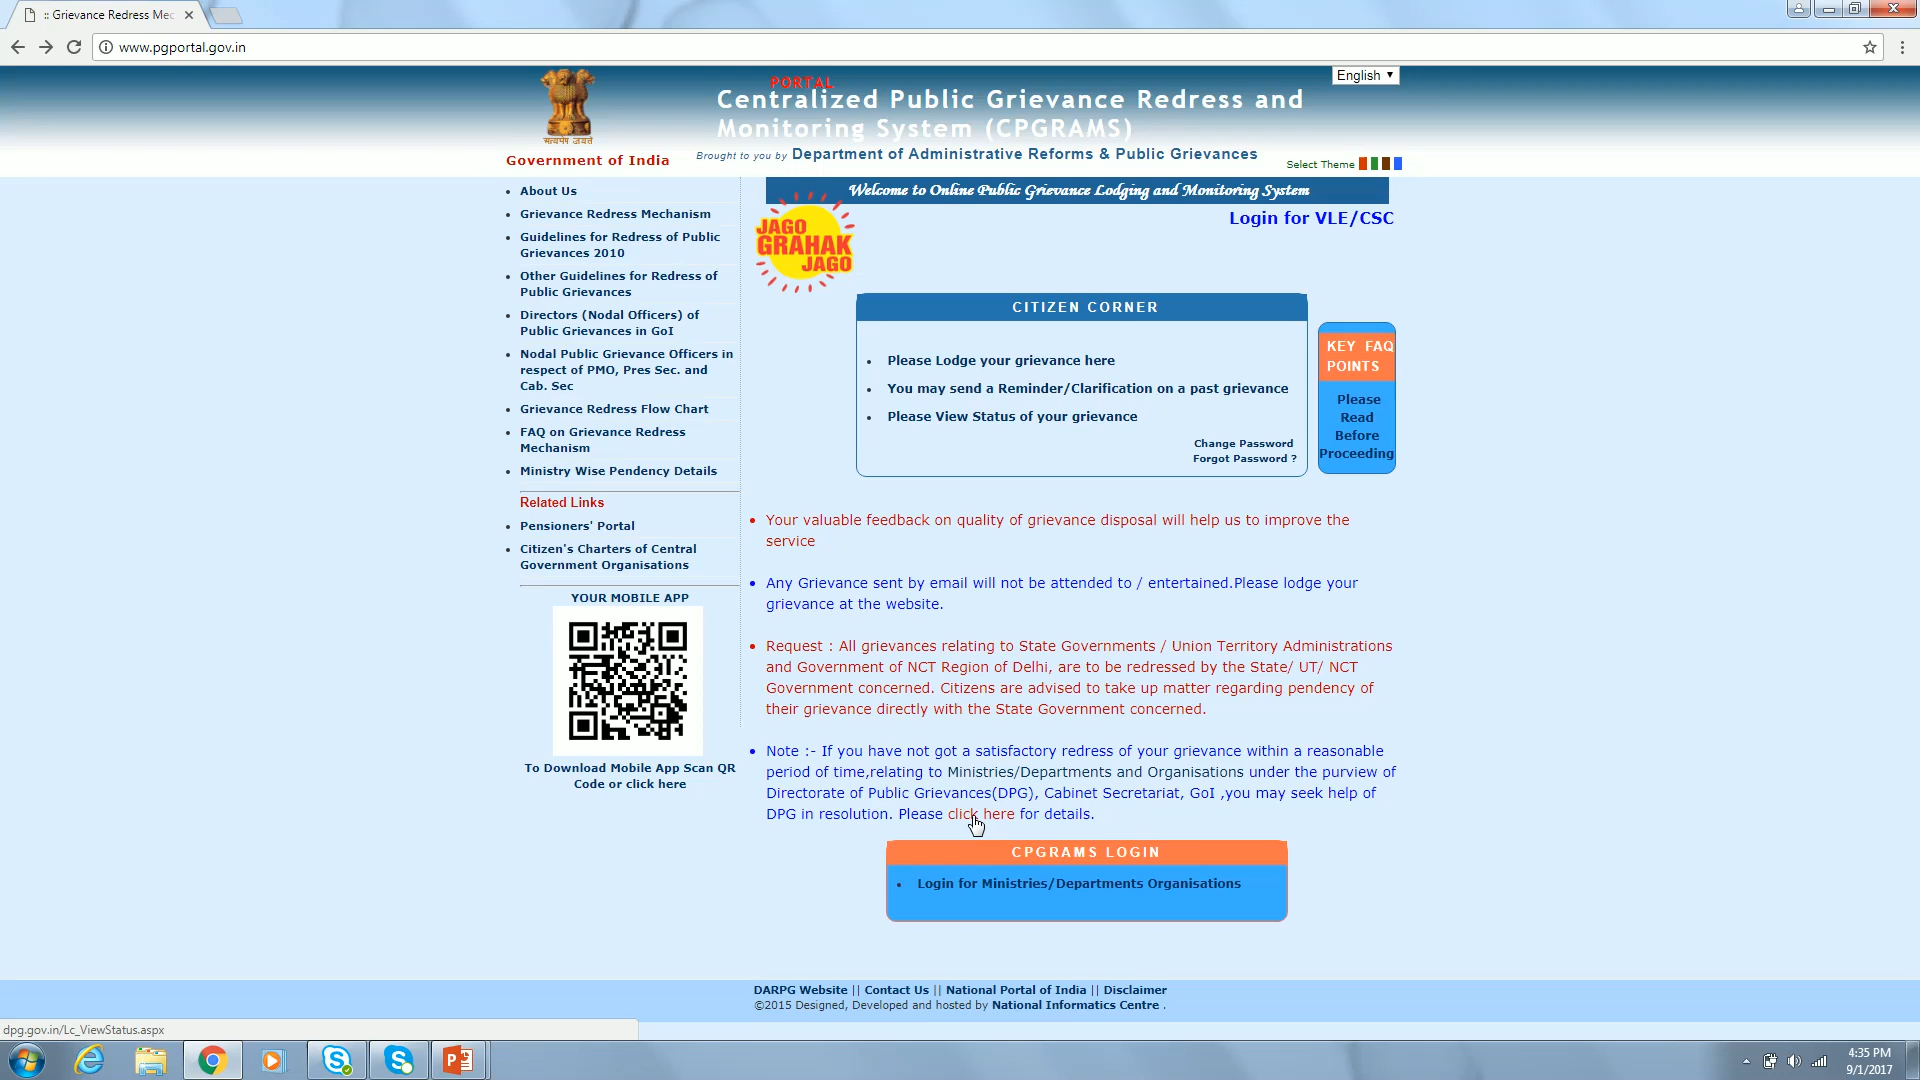 :: Grievance Redress Mec
www.pgportal.gov.in
English
PORTAL
Centralized Public Grievance Redress and
Monitoring System (CPGRAMS)
सत्यमेव जयते
Government of India
Brought to you by Department of Administrative Reforms & Public Grievances
Select Theme
About Us
Grievance Redress Mechanism
Guidelines for Redress of Public
Grievances 2010
Other Guidelines for Redress of
Public Grievances
Directors (Nodal Officers) of
Public Grievances in GoI
Nodal Public Grievance Officers in
respect of PMO, Pres Sec. and
Cab. Sec
Grievance Redress Flow Chart
FAQ on Grievance Redress
Mechanism
Ministry Wise Pendency Details
Related Links
Pensioners' Portal
Citizen's Charters of Central
Government Organisations
YOUR MOBILE APP
To Download Mobile App Scan QR
Code or click here
Welcome to Online Public Grievance Lodging and Monitoring System
Login for VLE/CSC
JAGO
GRAHAK
JAGO
CITIZEN CORNER
Please Lodge your grievance here
You may send a Reminder/Clarification on a past grievance
Please View Status of your grievance
Change Password
Forgot Password ?
KEY FAQ
POINTS
Please
Read
Before
Proceeding
Your valuable feedback on quality of grievance disposal will help us to improve the
service
Any Grievance sent by email will not be attended to / entertained.Please lodge your
grievance at the website.
Request : All grievances relating to State Governments / Union Territory Administrations
and Government of NCT Region of Delhi, are to be redressed by the State/ UT/ NCT
Government concerned. Citizens are advised to take up matter regarding pendency of
their grievance directly with the State Government concerned.
Note :- If you have not got a satisfactory redress of your grievance within a reasonable
period of time,relating to Ministries/Departments and Organisations under the purview of
Directorate of Public Grievances(DPG), Cabinet Secretariat, GoI ,you may seek help of
DPG in resolution. Please click here for details.
CPGRAMS LOGIN
Login for Ministries/Departments Organisations
DARPG Website || Contact Us || National Portal of India || Disclaimer
©2015 Designed, Developed and hosted by National Informatics Centre .
dpg.gov.in/Lc_ViewStatus.aspx
4:35 PM
9/1/2017